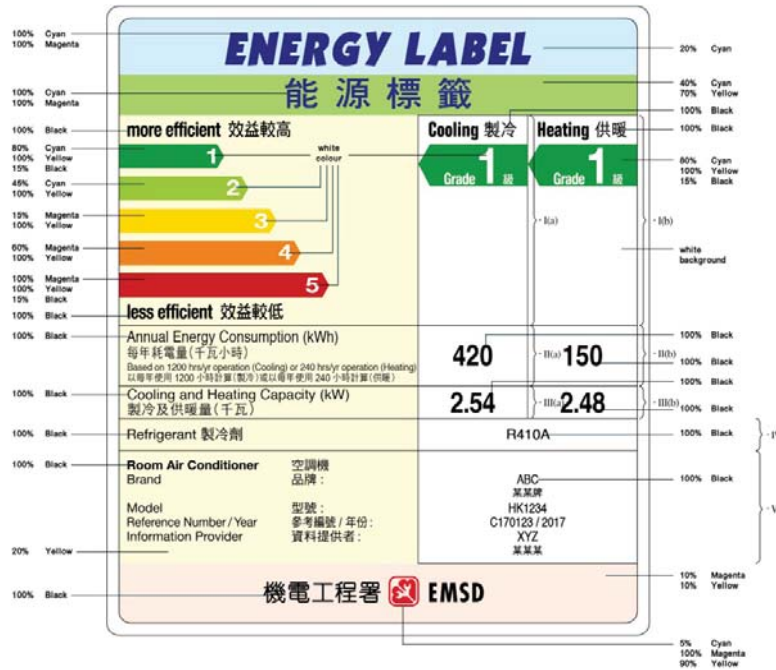 100% Cyan
100% Magenta
ENERGY LABEL
20% Cyan
100% Cyan
100% Magenta
能源標籤
40% Cyan
70% Yellow
100% Black
100% Black
more efficient 效益較高
Cooling 製冷
Heating 供暖
100% Black
80% Cyan
100% Yellow
15% Black
1
white
colour
Grade 1 級
Grade 1 級
80% Cyan
100% Yellow
15% Black
45% Cyan
100% Yellow
2
15% Magenta
100% Yellow
3
I(a)
I(b)
60% Magenta
100% Yellow
4
white
background
100% Magenta
100% Yellow
15% Black
5
100% Black
less efficient 效益較低
100% Black
Annual Energy Consumption (kWh)
每年耗電量(千瓦小時)
Based on 1200 hrs/yr operation (Cooling) or 240 hrs/yr operation (Heating)
以每年使用 1200 小時計算(製冷)或以每年使用 240 小時計算(供暖)
420
II(a)
150
II(b)
100% Black
100% Black
100% Black
100% Black
Cooling and Heating Capacity (kW)
製冷及供暖量(千瓦)
2.54
III(a)
2.48
III(b)
100% Black
100% Black
Refrigerant 製冷劑
R410A
100% Black
100% Black
Room Air Conditioner 空調機
Brand 品牌:
ABC
某某牌
100% Black
Model 型號:
HK1234
Reference Number / Year 參考編號 / 年份:
C170123 / 2017
Information Provider 資料提供者:
XYZ
某某某
20% Yellow
100% Black
機電工程署 EMSD
10% Magenta
10% Yellow
5% Cyan
100% Magenta
90% Yellow